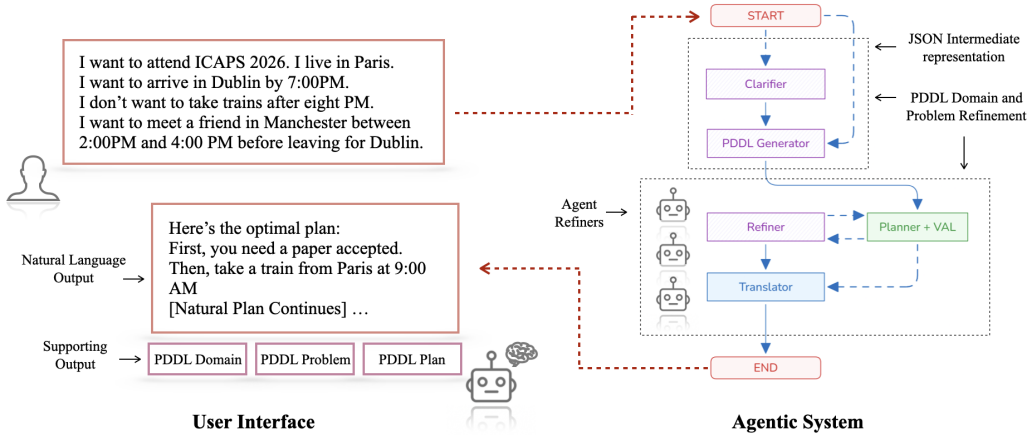 I want to attend ICAPS 2026. I live in Paris.
I want to arrive in Dublin by 7:00PM.
I don't want to take trains after eight PM.
I want to meet a friend in Manchester between
2:00PM and 4:00 PM before leaving for Dublin.
Natural Language
Output
Here's the optimal plan:
First, you need a paper accepted.
Then, take a train from Paris at 9:00
AM
[Natural Plan Continues] …
Supporting
Output
PDDL Domain
PDDL Problem
PDDL Plan
User Interface
START
JSON Intermediate
representation
Clarifier
PDDL Domain and
Problem Refinement
PDDL Generator
Agent
Refiners
Refiner
Planner + VAL
Translator
END
Agentic System